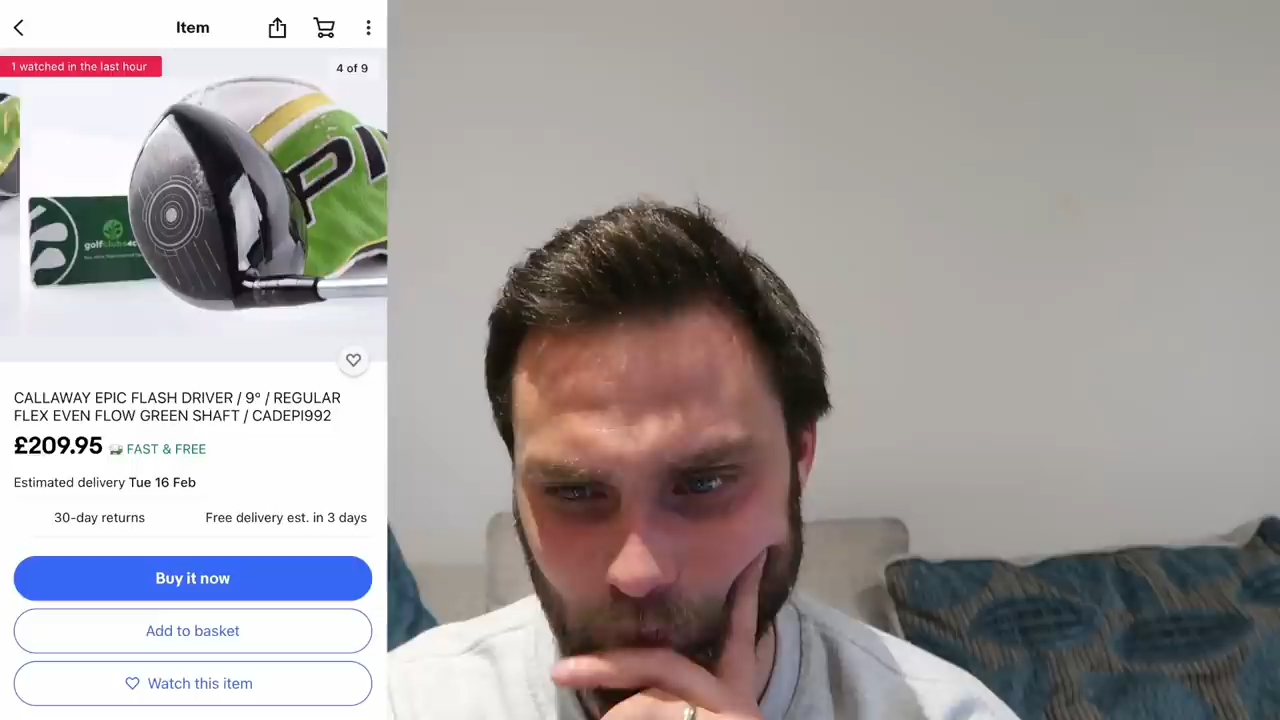 Item
1 watched in the last hour
4 of 9
PI
CALLAWAY EPIC FLASH DRIVER / 9° / REGULAR
FLEX EVEN FLOW GREEN SHAFT / CADEPI992
£209.95 FAST & FREE
Estimated delivery Tue 16 Feb
30-day returns Free delivery est. in 3 days
Buy it now
Add to basket
Watch this item